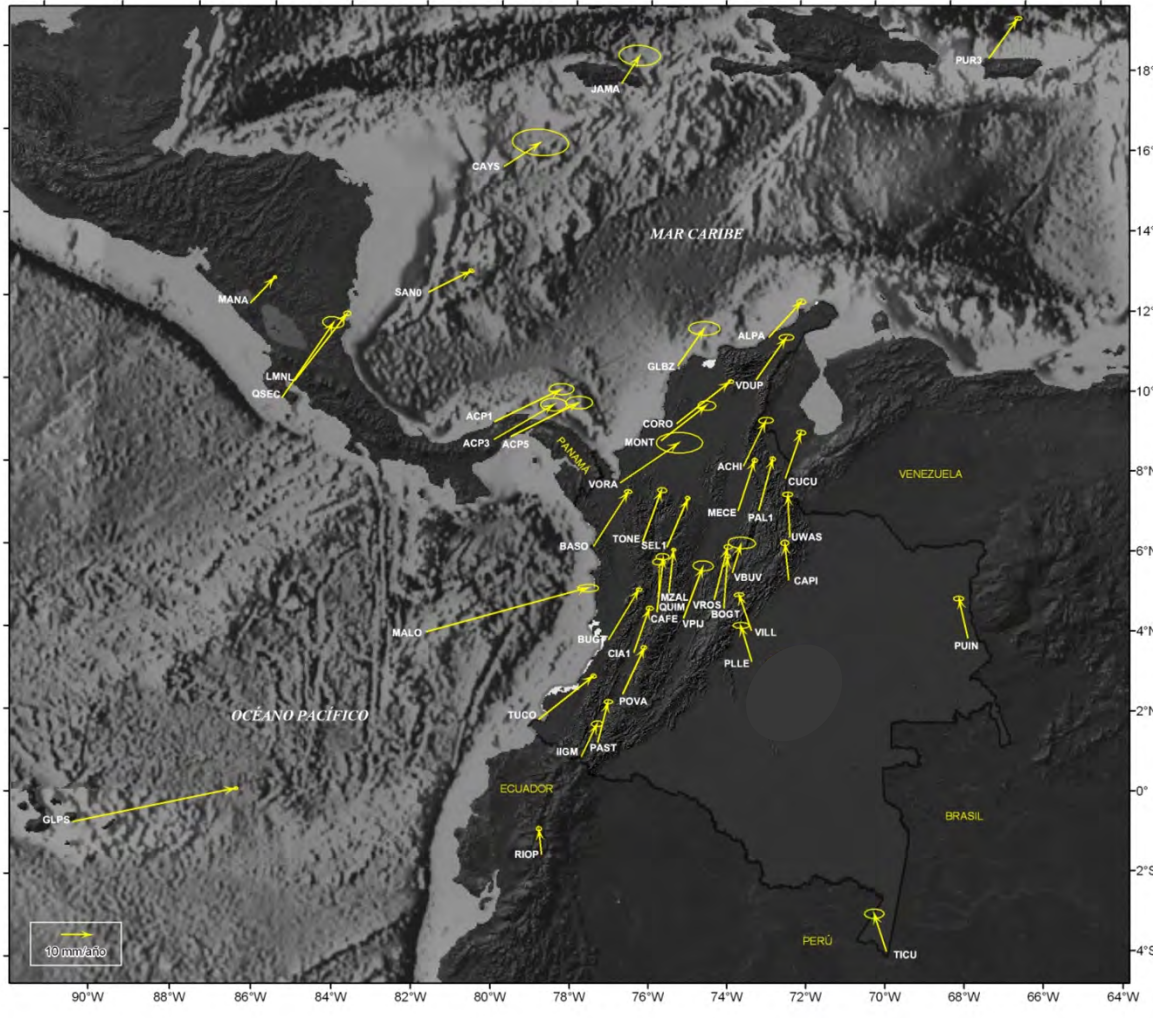 PUR3
18°
JAMA
16°
CAYS
MAR CARIBE
14°
SAN0
MANA
12°
ALPA
GLBZ
LMNL
VDUP
QSEC
10°
ACP1
CORO
ACP3
ACP5
MONT
PANAMÁ
ACHI
8°
VENEZUELA
CUCU
VORA
MECE
PAL1
UWAS
TONE
BASO
SEL1
6°
VBUV
CAPI
MZAL
QUIM
VROS
BOGT
CAFE
VPIJ
4°
MALO
VILL
BUGT
PUIN
CIA1
PLLE
POVA
2°
OCÉANO PACÍFICO
TUCO
IIGM
PAST
ECUADOR
0°
BRASIL
GLPS
RIOP
-2°S
PERÚ
10 mm/año
TICU
-4°S
90°W 86°W 84°W 82°W 80°W 78°W 76°W 74°W 72°W 70°W 68°W 66°W 64°W